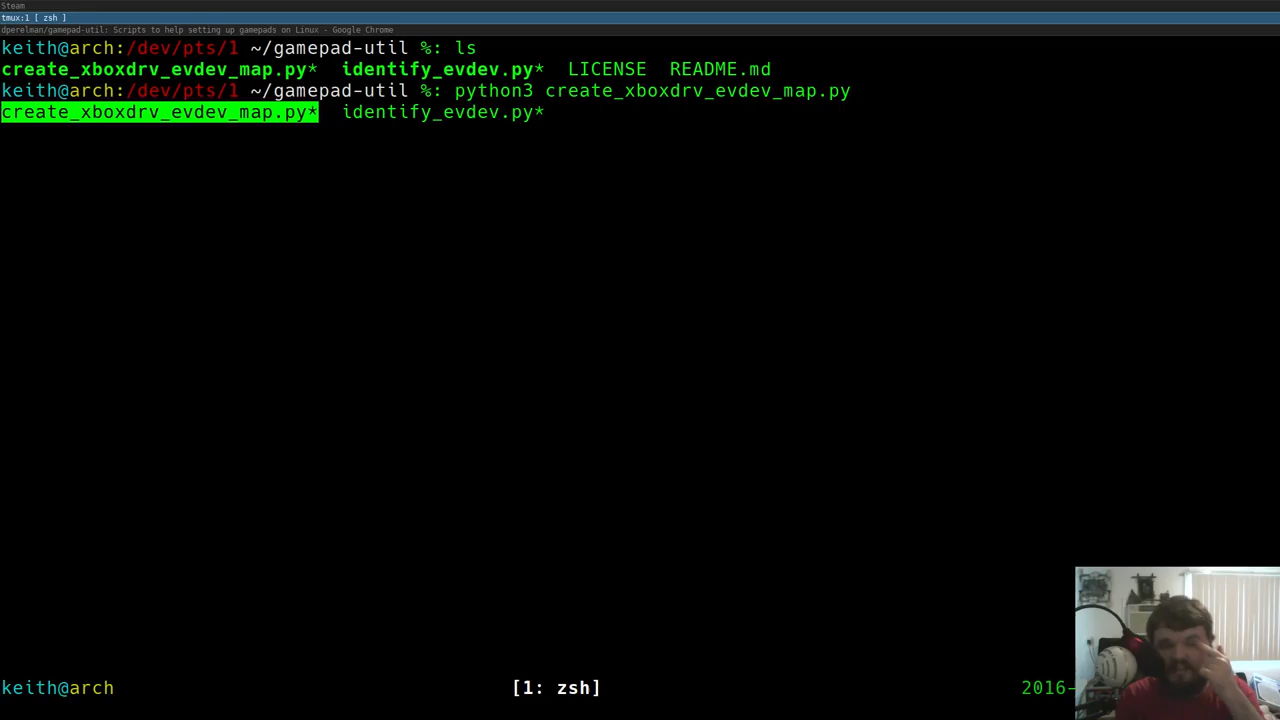 Steam
tmux:1 [ zsh ]
dperelman/gamepad-util: Scripts to help setting up gamepads on Linux - Google Chrome
keith@arch:/dev/pts/1 ~/gamepad-util %: ls
create_xboxdrv_evdev_map.py* identify_evdev.py* LICENSE README.md
keith@arch:/dev/pts/1 ~/gamepad-util %: python3 create_xboxdrv_evdev_map.py
create_xboxdrv_evdev_map.py* identify_evdev.py*
keith@arch [1: zsh] 2016-